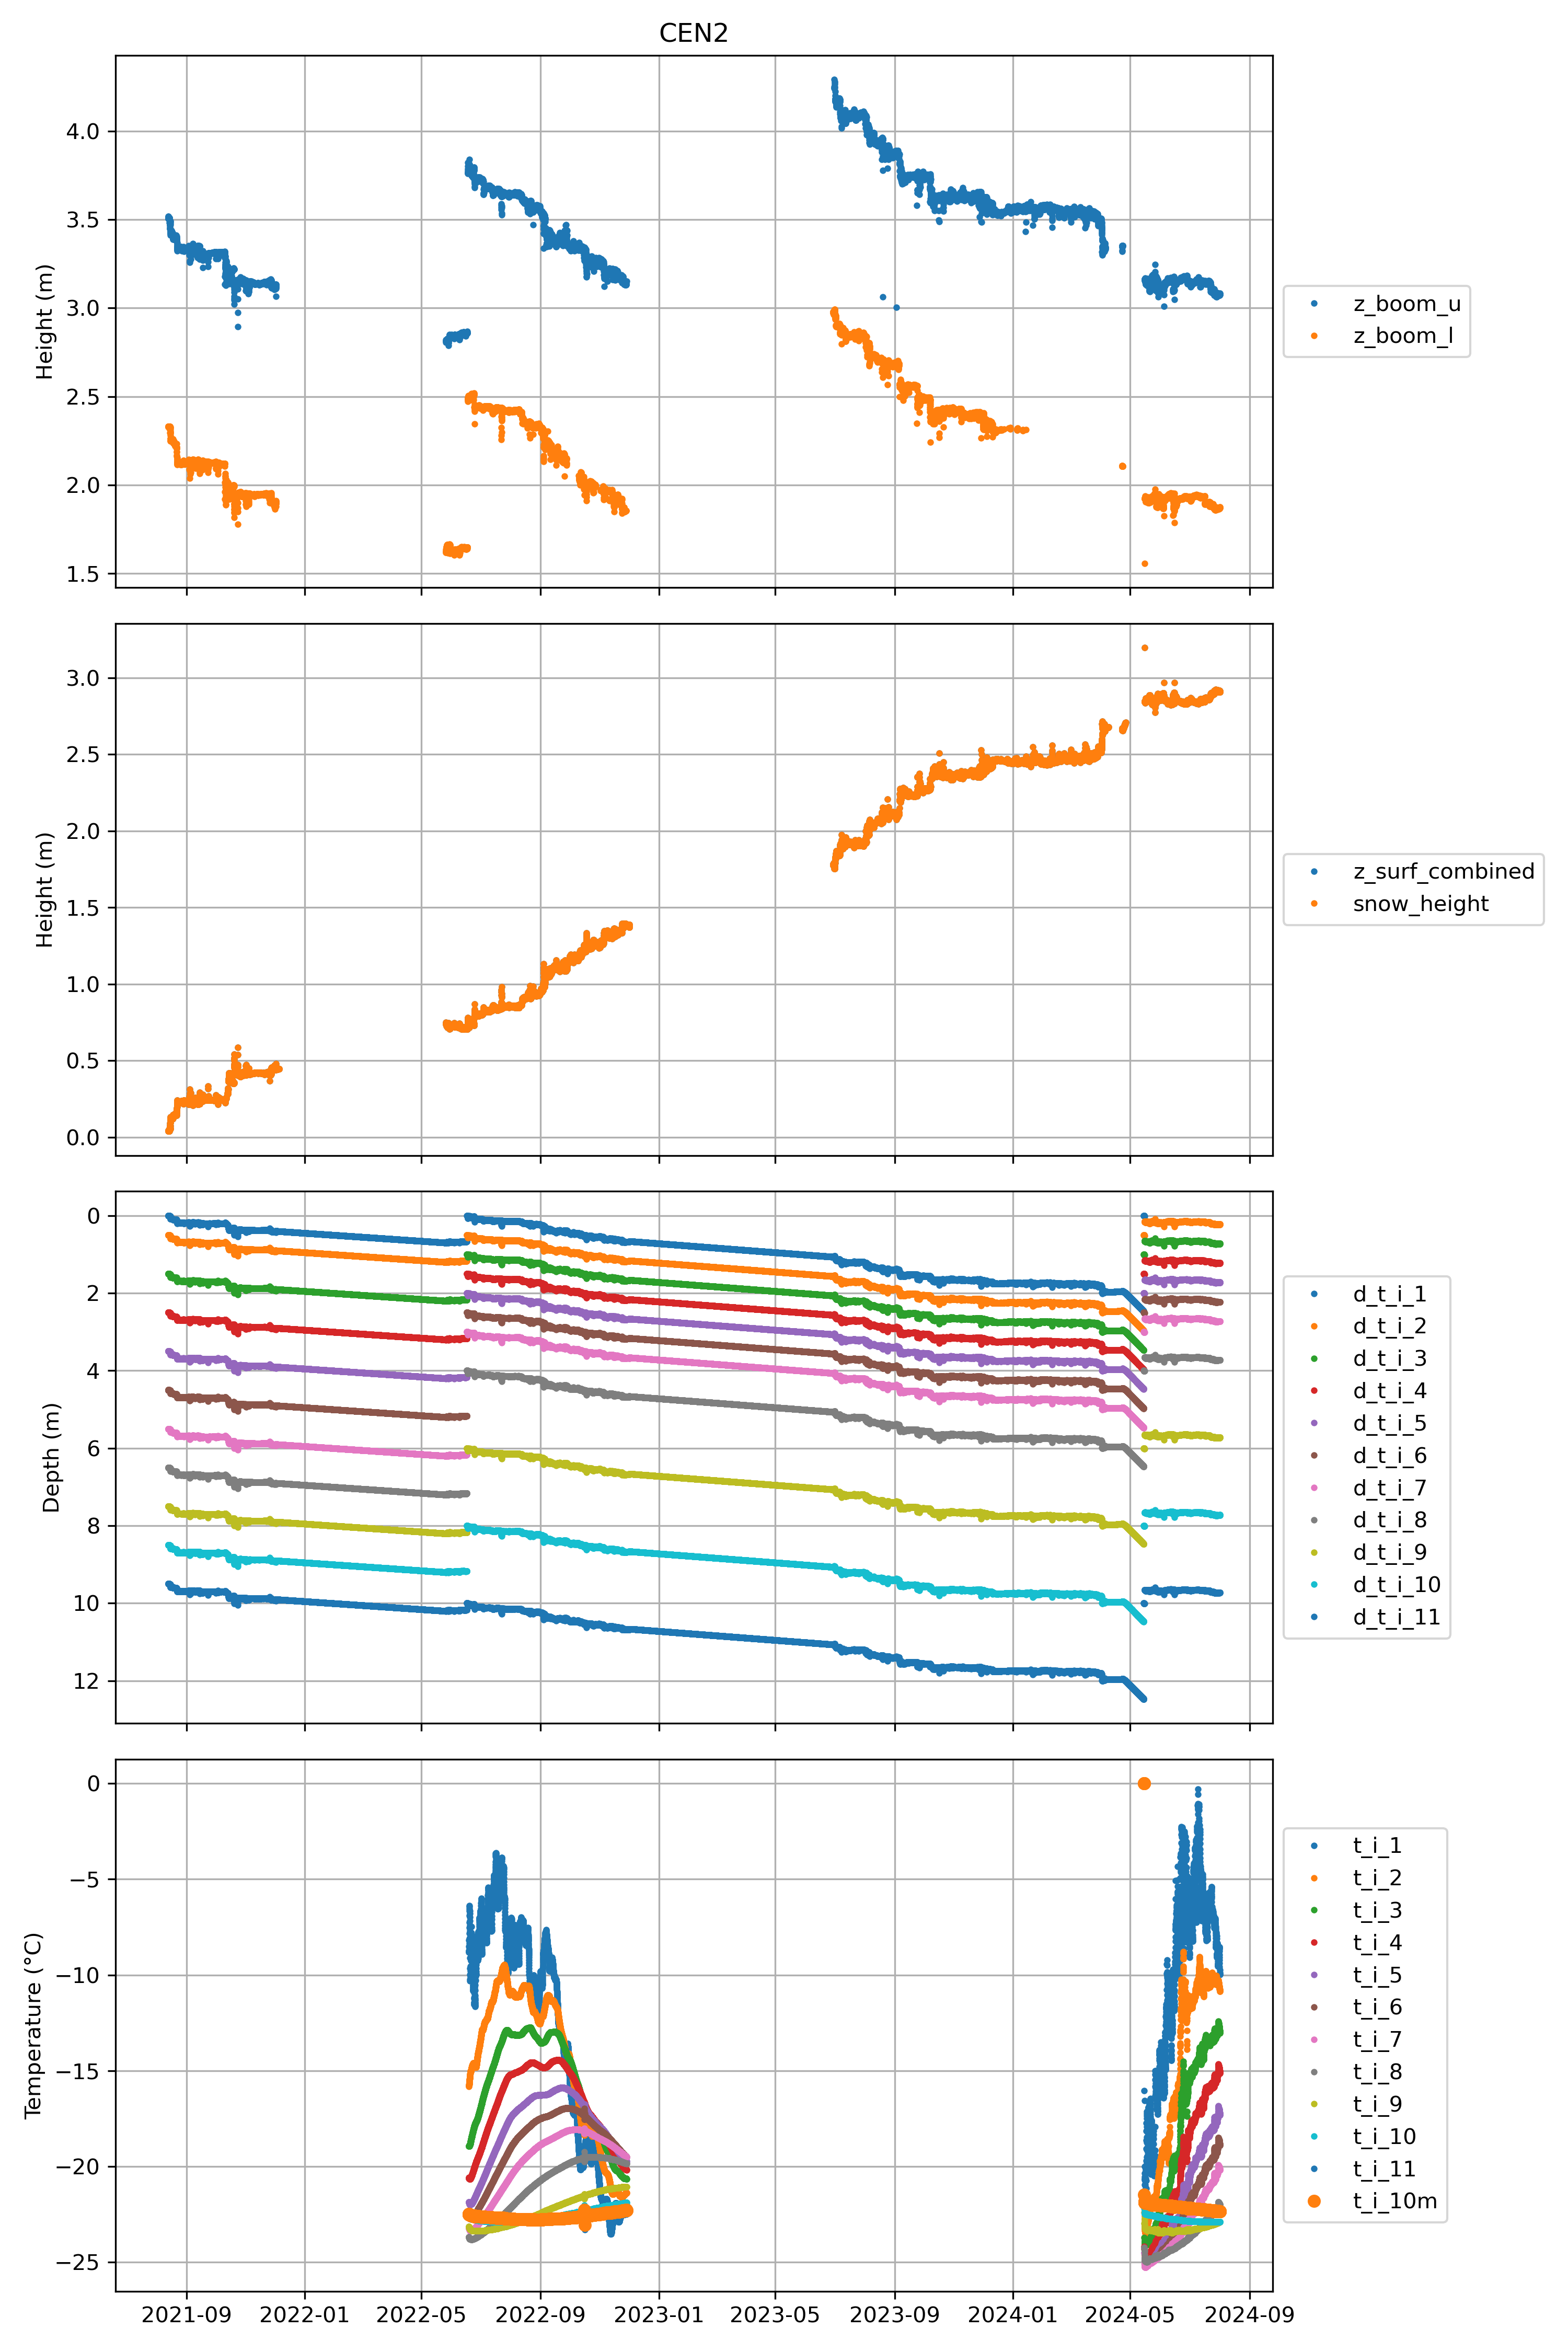 CEN2
4.0
3.5
3.0
2.5
2.0
1.5
Height (m)
z_boom_u
z_boom_l
3.0
2.5
2.0
1.5
1.0
0.5
0.0
Height (m)
z_surf_combined
snow_height
0
2
4
6
8
10
12
Depth (m)
d_t_i_1
d_t_i_2
d_t_i_3
d_t_i_4
d_t_i_5
d_t_i_6
d_t_i_7
d_t_i_8
d_t_i_9
d_t_i_10
d_t_i_11
0
−5
−10
−15
−20
−25
Temperature (°C)
t_i_1
t_i_2
t_i_3
t_i_4
t_i_5
t_i_6
t_i_7
t_i_8
t_i_9
t_i_10
t_i_11
t_i_10m
2021-09 2022-01 2022-05 2022-09 2023-01 2023-05 2023-09 2024-01 2024-05 2024-09